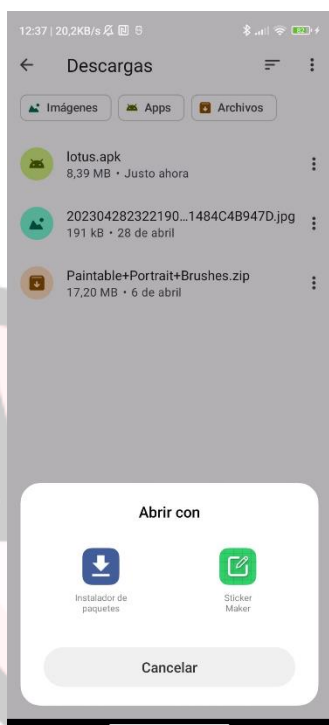 12:37 | 20,2KB/s
82
Descargas
Imágenes
Apps
Archivos
lotus.apk
8,39 MB • Justo ahora
202304282322190...1484C4B947D.jpg
191 kB • 28 de abril
Paintable+Portrait+Brushes.zip
17,20 MB • 6 de abril
Abrir con
Instalador de
paquetes
Sticker
Maker
Cancelar